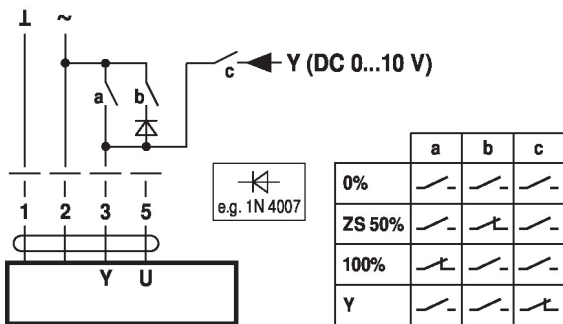 ⊥ ~
a b c Y (DC 0...10 V)
1 2 3 5
Y U
e.g. 1N 4007
a b c
0%
ZS 50%
100%
Y